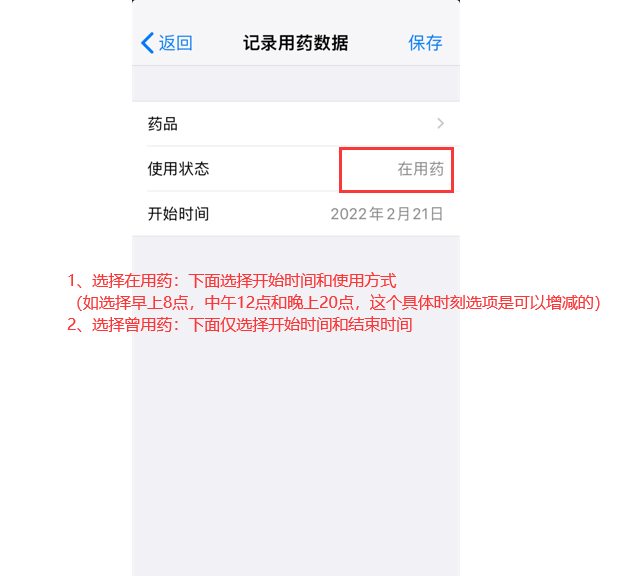 返回 记录用药数据 保存
药品
使用状态 在用药
开始时间 2022年2月21日
1、选择在用药：下面选择开始时间和使用方式
（如选择早上8点，中午12点和晚上20点，这个具体时刻选项是可以增减的）
2、选择曾用药：下面仅选择开始时间和结束时间